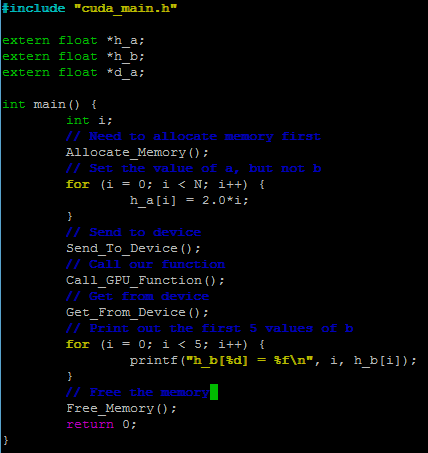 #include "cuda_main.h"

extern float *h_a;
extern float *h_b;
extern float *d_a;

int main() {
        int i;
        // Need to allocate memory first
        Allocate_Memory();
        // Set the value of a, but not b
        for (i = 0; i < N; i++) {
                h_a[i] = 2.0*i;
        }
        // Send to device
        Send_To_Device();
        // Call our function
        Call_GPU_Function();
        // Get from device
        Get_From_Device();
        // Print out the first 5 values of b
        for (i = 0; i < 5; i++) {
                printf("h_b[%d] = %f\n", i, h_b[i]);
        }
        // Free the memory
        Free_Memory();
        return 0;
}